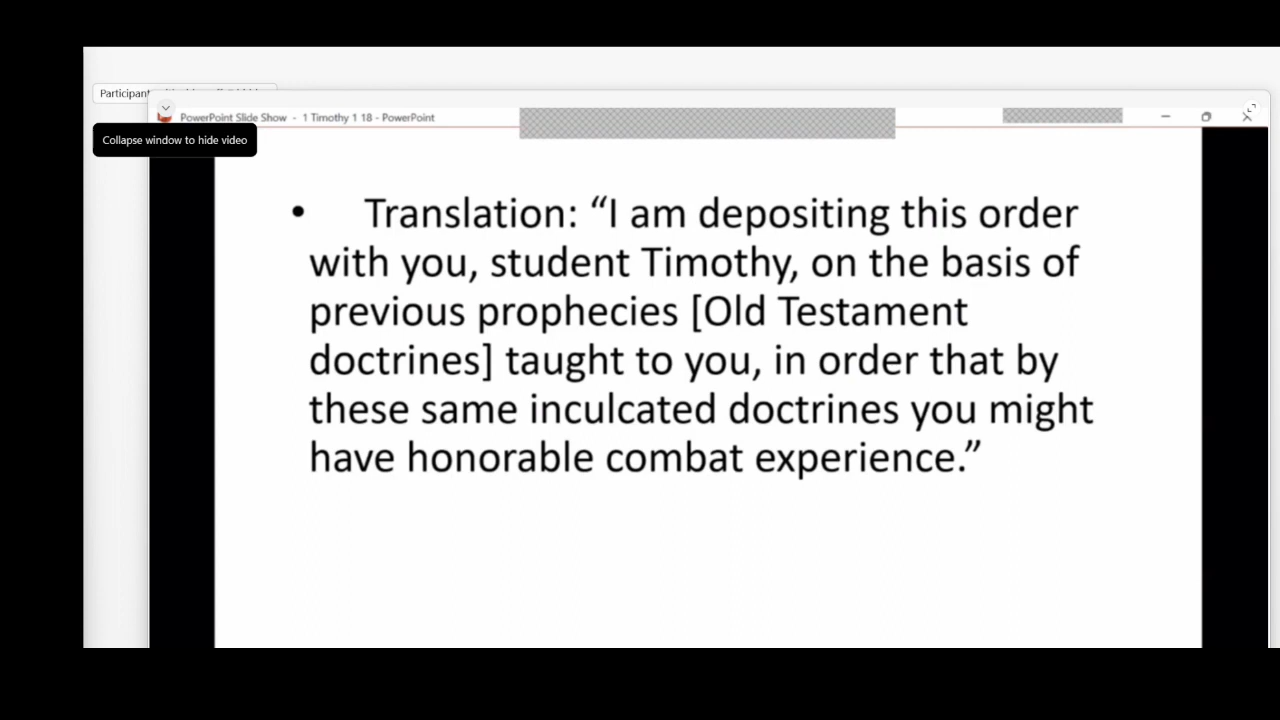 Participant
PowerPoint Slide Show - 1 Timothy 1 18 - PowerPoint
Collapse window to hide video
• Translation: “I am depositing this order
with you, student Timothy, on the basis of
previous prophecies [Old Testament
doctrines] taught to you, in order that by
these same inculcated doctrines you might
have honorable combat experience.”